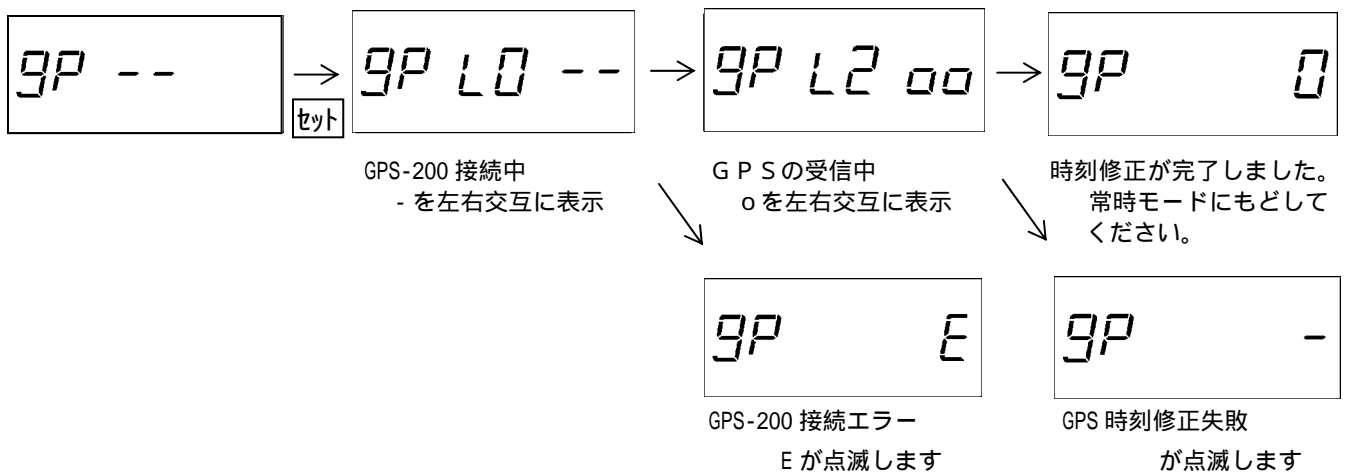 gP --
セット
gP L0 --
gP L2 oo
gP 0
GPS-200 接続中
- を左右交互に表示
ＧＰＳの受信中
oを左右交互に表示
時刻修正が完了しました。
常時モードにもどして
ください。
gP E
gP -
GPS-200 接続エラー
E が点滅します
GPS 時刻修正失敗
が点滅します